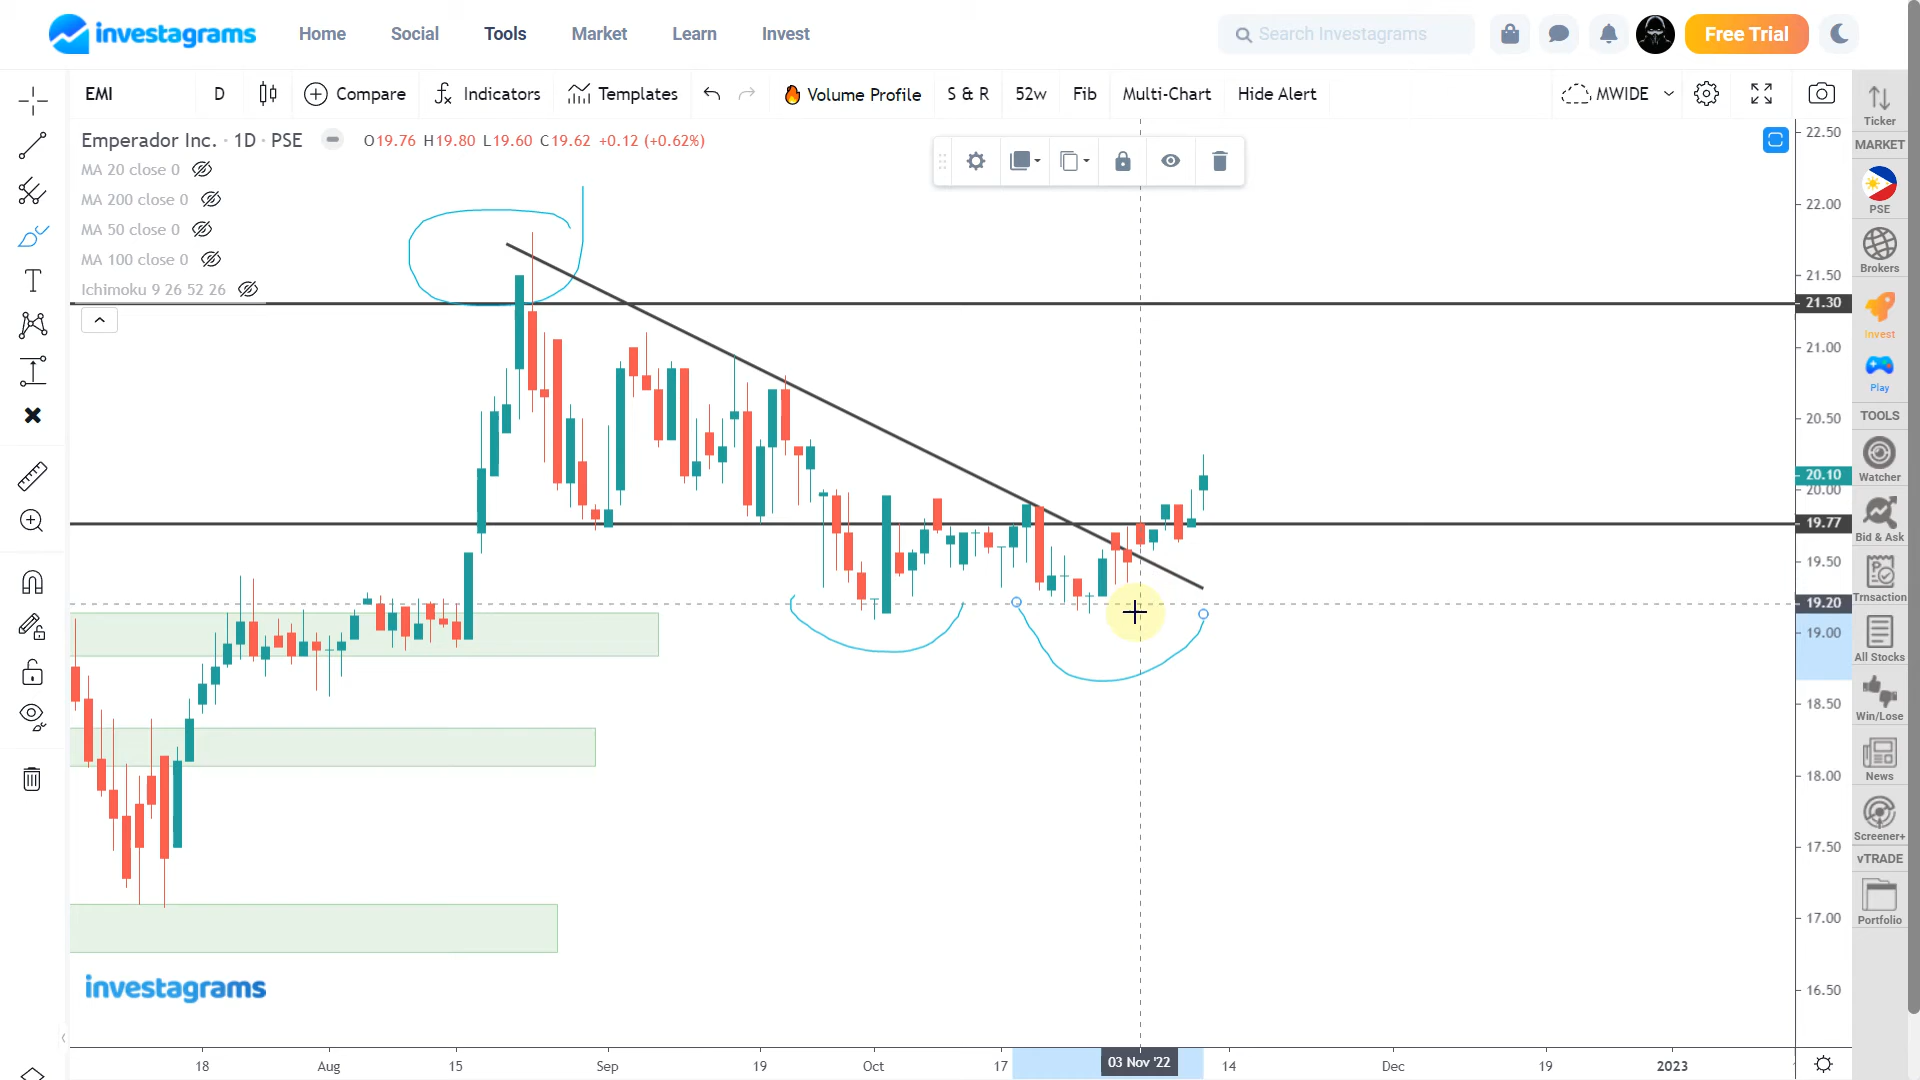 investagrams Home Social Tools Market Learn Invest Search Investagrams Free Trial
EMI D Compare Indicators Templates Volume Profile S & R 52w Fib Multi-Chart Hide Alert MWIDE
Emperador Inc. · 1D · PSE O19.76 H19.80 L19.60 C19.62 +0.12 (+0.62%)
MA 20 close 0
MA 200 close 0
MA 50 close 0
MA 100 close 0
Ichimoku 9 26 52 26
22.50
22.00
21.50
21.30
21.00
20.50
20.10
20.00
19.77
19.50
19.20
19.00
18.50
18.00
17.50
17.00
16.50
investagrams
18 Aug 15 Sep 19 Oct 17 03 Nov '22 14 Dec 19 2023
Ticker
MARKET
PSE
Brokers
Invest
Play
TOOLS
Watcher
Bid & Ask
Trnsaction
All Stocks
Win/Lose
News
Screener+
vTRADE
Portfolio